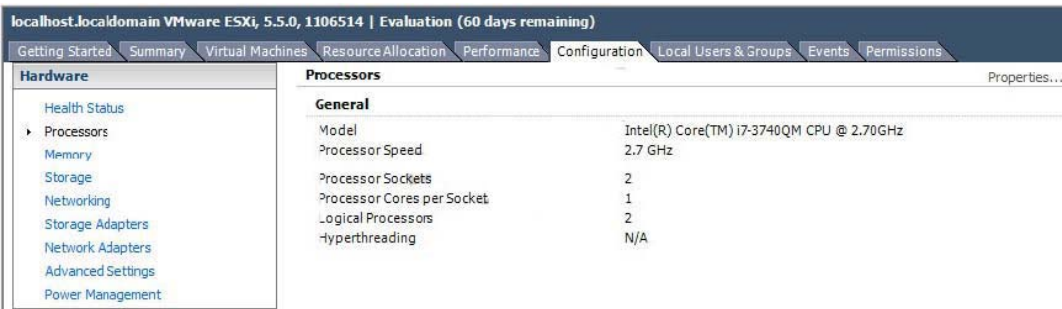 localhost.localdomain VMware ESXi, 5.5.0, 1106514 | Evaluation (60 days remaining)
Getting Started Summary Virtual Machines Resource Allocation Performance Configuration Local Users & Groups Events Permissions
Hardware
Health Status
Processors
Memory
Storage
Networking
Storage Adapters
Network Adapters
Advanced Settings
Power Management
Processors Properties...
General
Model Intel(R) Core(TM) i7-3740QM CPU @ 2.70GHz
Processor Speed 2.7 GHz
Processor Sockets 2
Processor Cores per Socket 1
Logical Processors 2
Hyperthreading N/A